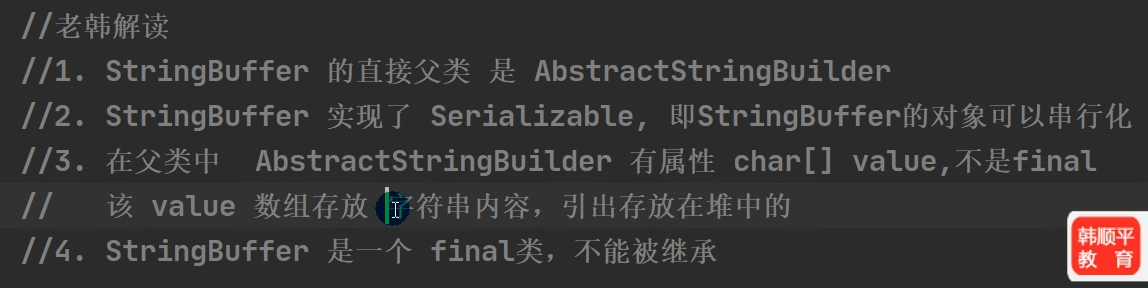 //老韩解读
//1. StringBuffer 的直接父类 是 AbstractStringBuilder
//2. StringBuffer 实现了 Serializable, 即StringBuffer的对象可以串行化
//3. 在父类中  AbstractStringBuilder 有属性 char[] value,不是final
//   该 value 数组存放 字符串内容，引出存放在堆中的
//4. StringBuffer 是一个 final类，不能被继承
韩顺平
教 育